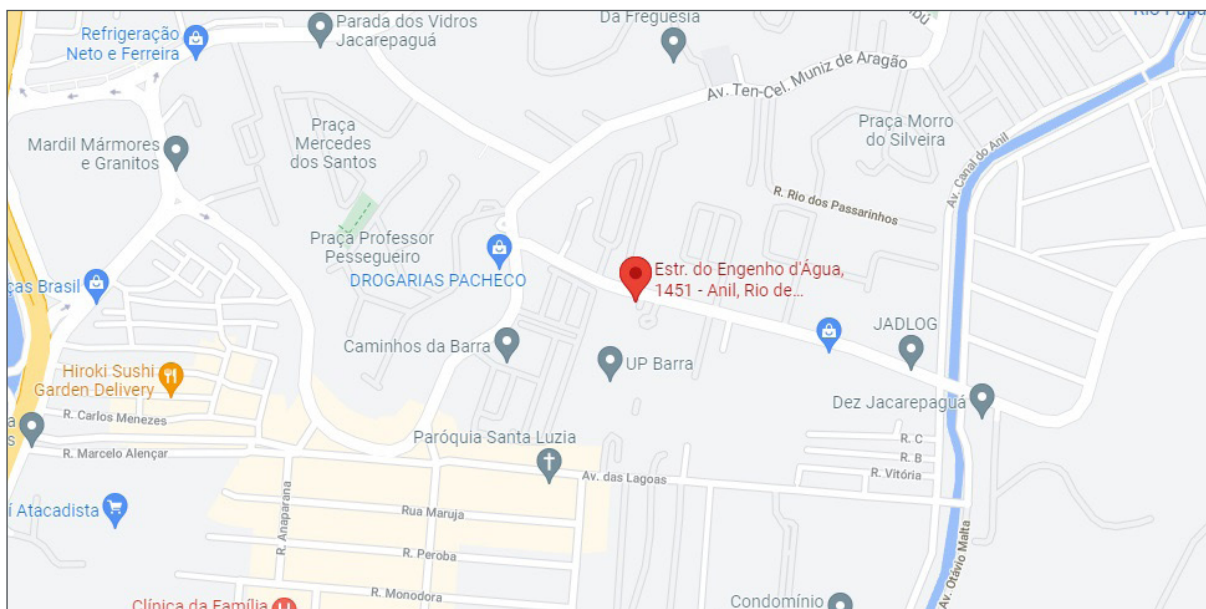 Refrigeração
Neto e Ferreira
Parada dos Vidros
Jacarepaguá
Da Freguesia
Av. Ten-Cel. Muniz de Aragão
Mardil Mármores
e Granitos
Praça
Mercedes
dos Santos
Praça Morro
do Silveira
Av. Canal do Anil
R. Rio dos Passarinhos
Praça Professor
Pessegueiro
DROGARIAS PACHECO
Estr. do Engenho d'Água,
1451 - Anil, Rio de...
ças Brasil
JADLOG
Caminhos da Barra
UP Barra
Hiroki Sushi
Garden Delivery
Dez Jacarepaguá
R. Carlos Menezes
R. Marcelo Alençar
Paróquia Santa Luzia
R. C
R. B
R. Vitória
Av. das Lagoas
í Atacadista
R. Anaparana
Rua Maruja
R. Peroba
R. Monodora
Av. Otávio Malta
Clínica da Família
Condomínio